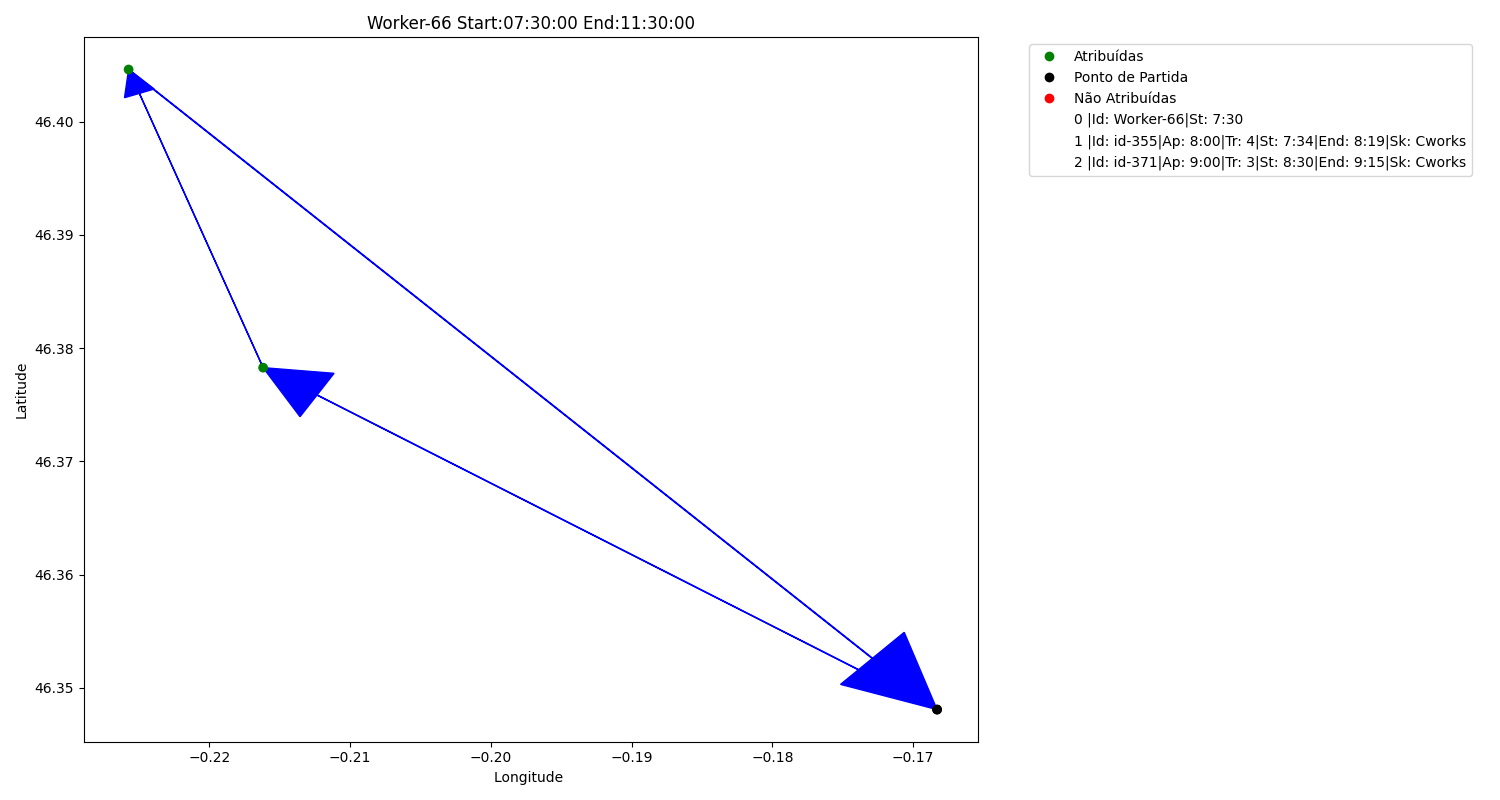 Worker-66 Start:07:30:00 End:11:30:00
Atribuídas
Ponto de Partida
Não Atribuídas
0 |Id: Worker-66|St: 7:30
1 |Id: id-355|Ap: 8:00|Tr: 4|St: 7:34|End: 8:19|Sk: Cworks
2 |Id: id-371|Ap: 9:00|Tr: 3|St: 8:30|End: 9:15|Sk: Cworks
46.40
46.39
46.38
46.37
46.36
46.35
Latitude
−0.22 −0.21 −0.20 −0.19 −0.18 −0.17
Longitude